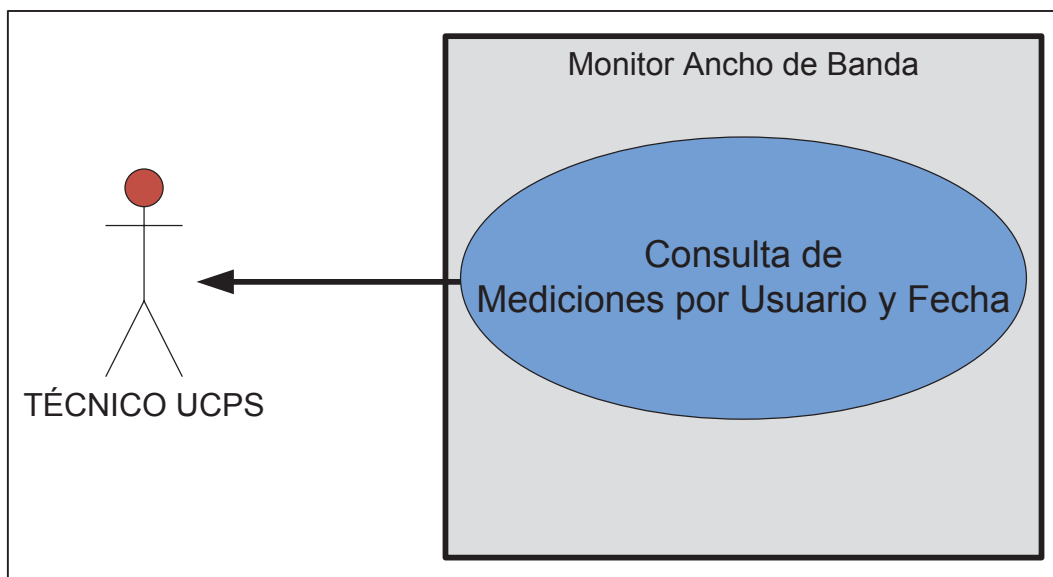 Monitor Ancho de Banda
Consulta de
Mediciones por Usuario y Fecha
TÉCNICO UCPS